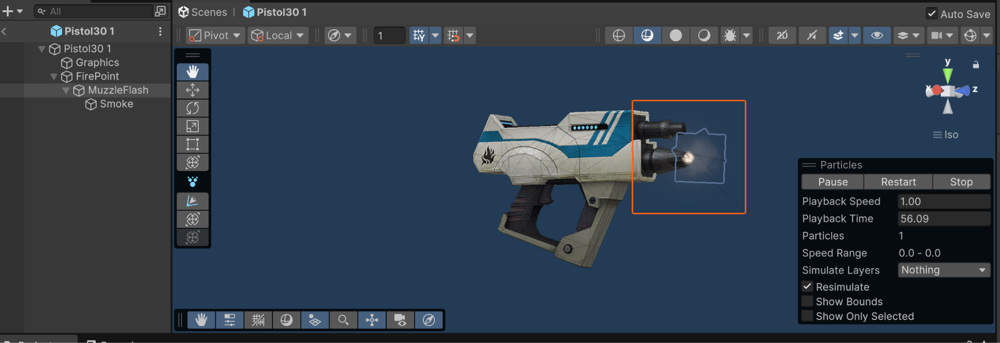 All
Scenes | Pistol30 1
Auto Save
Pistol30 1
Pivot
Local
1
2D
Pistol30 1
Graphics
FirePoint
MuzzleFlash
Smoke
y
x
z
Iso
Particles
Pause Restart Stop
Playback Speed 1.00
Playback Time 56.09
Particles 1
Speed Range 0.0 - 0.0
Simulate Layers Nothing
Resimulate
Show Bounds
Show Only Selected